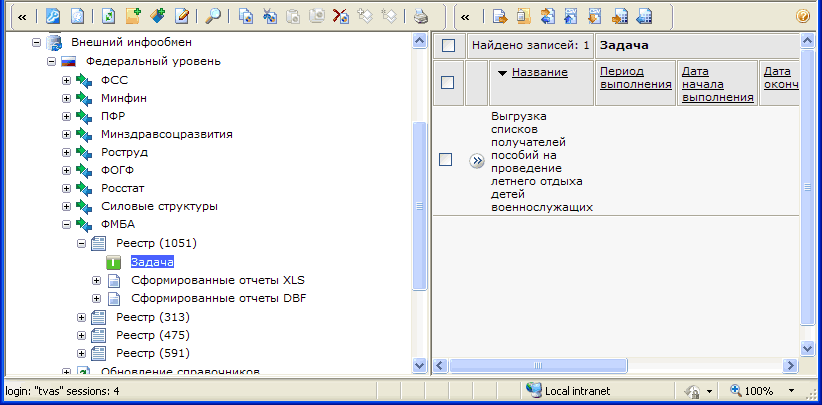 Внешний инфообмен
Федеральный уровень
ФСС
Минфин
ПФР
Минздравсоцразвития
Роструд
ФОГФ
Росстат
Силовые структуры
ФМБА
Реестр (1051)
Задача
Сформированные отчеты XLS
Сформированные отчеты DBF
Реестр (313)
Реестр (475)
Реестр (591)
Обновление справочников
Найдено записей: 1 Задача
Название
Период
выполнения
Дата
начала
выполнения
Дата
оконч
Выгрузка
списков
получателей
пособий на
проведение
летнего отдыха
детей
военнослужащих
login: "tvas" sessions: 4
Local intranet
100%